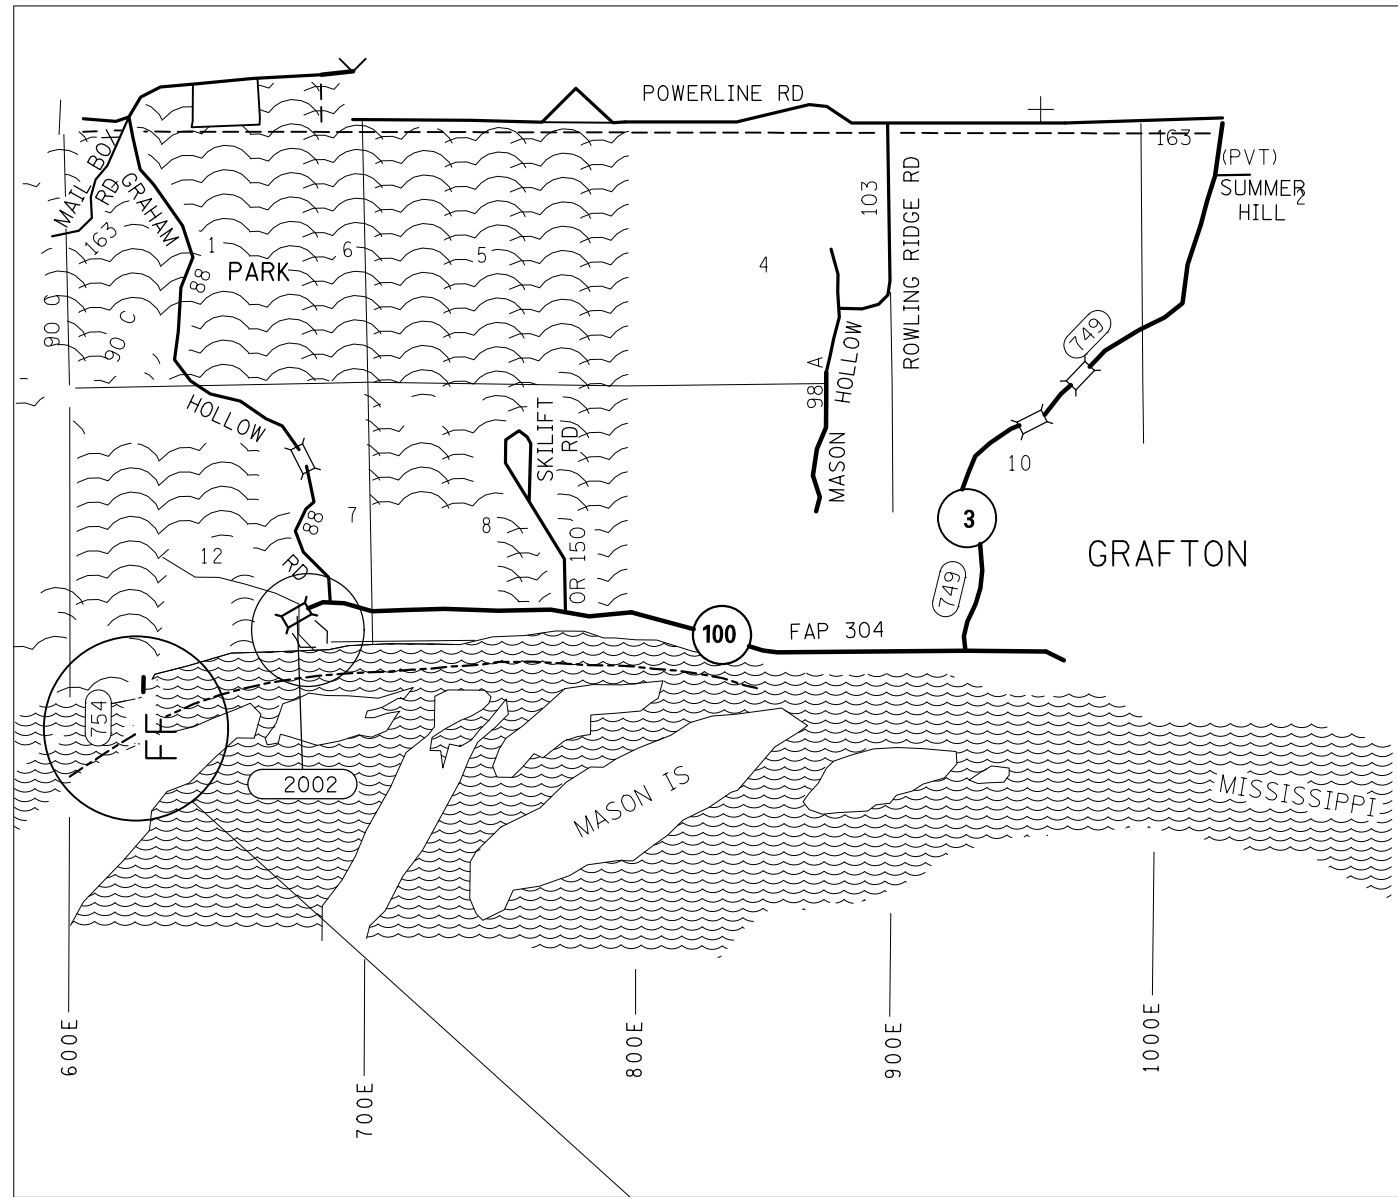 POWERLINE RD
163
(PVT)
SUMMER
HILL
2
MAIL BOX
RD
GRAHAM
163
1
88
PARK
6
5
4
103
ROWLING RIDGE RD
90 C
HOLLOW
SKILIFT
RD
98 A
MASON HOLLOW
749
10
3
GRAFTON
749
88
7
8
12
RD
OR 150
100
FAP 304
754
2002
MASON IS
MISSISSIPPI
600E
700E
800E
900E
1000E